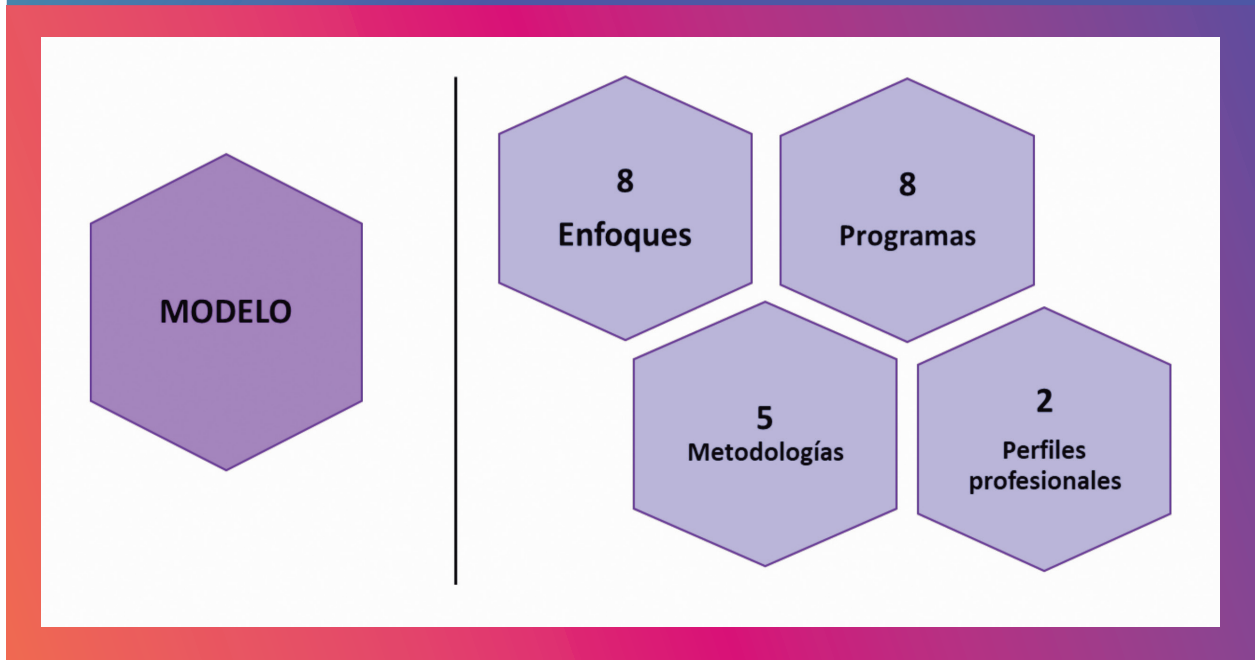 MODELO
8
Enfoques
8
Programas
5
Metodologías
2
Perfiles
profesionales